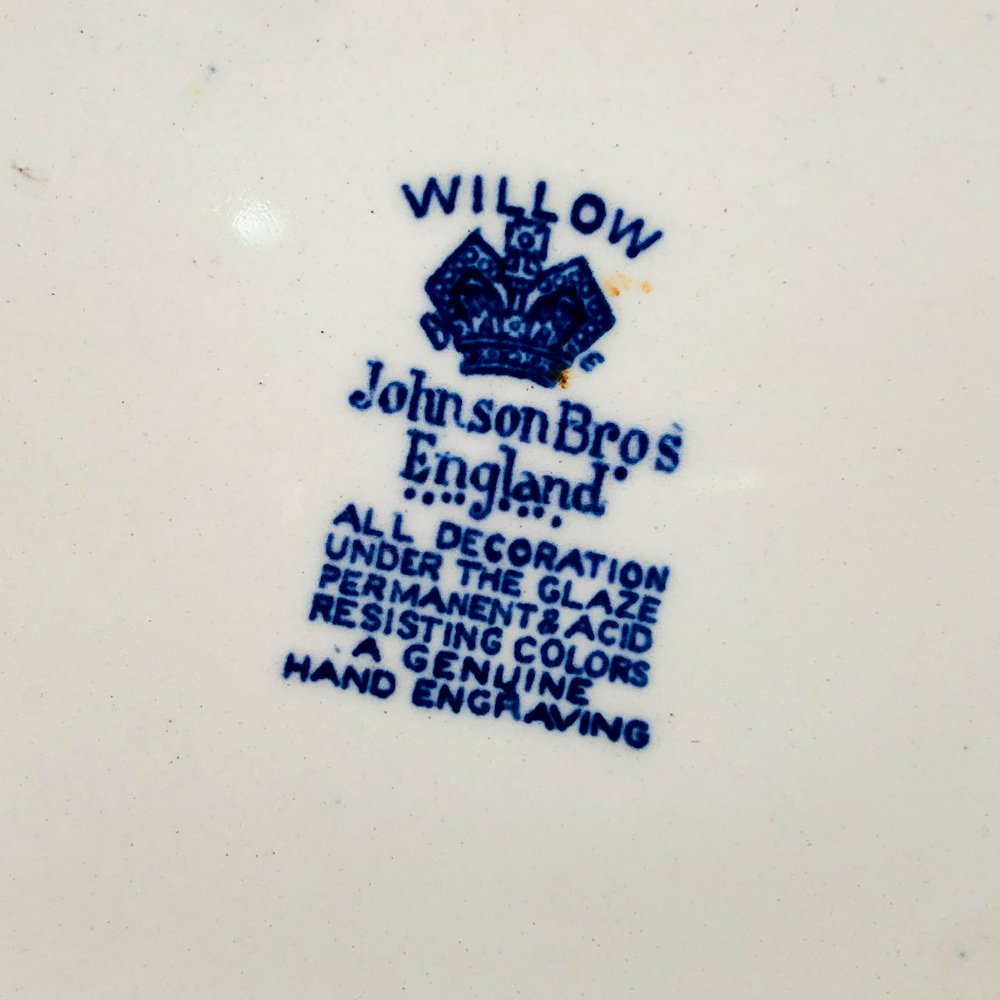 WILLOW
Johnson Bros
England
ALL DECORATION
UNDER THE GLAZE
PERMANENT & ACID
RESISTING COLORS
A GENUINE
HAND ENGRAVING